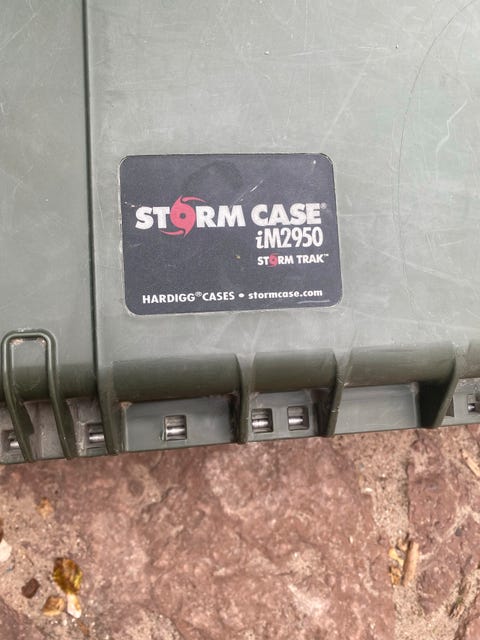 STORM CASE®
iM2950
STORM TRAK™
HARDIGG® CASES • stormcase.com